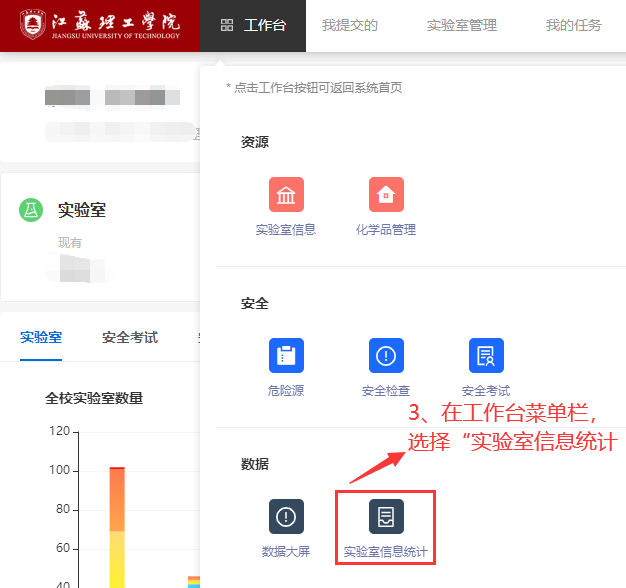 江蘇理工學院
JIANGSU UNIVERSITY OF TECHNOLOGY
工作台
我提交的
实验室管理
我的任务
* 点击工作台按钮可返回系统首页
资源
实验室信息
化学品管理
实验室
现有
安全
危险源
安全检查
安全考试
实验室
安全考试
3、在工作台菜单栏，
选择“实验室信息统计
全校实验室数量
数据
数据大屏
实验室信息统计
120
100
80
60
40